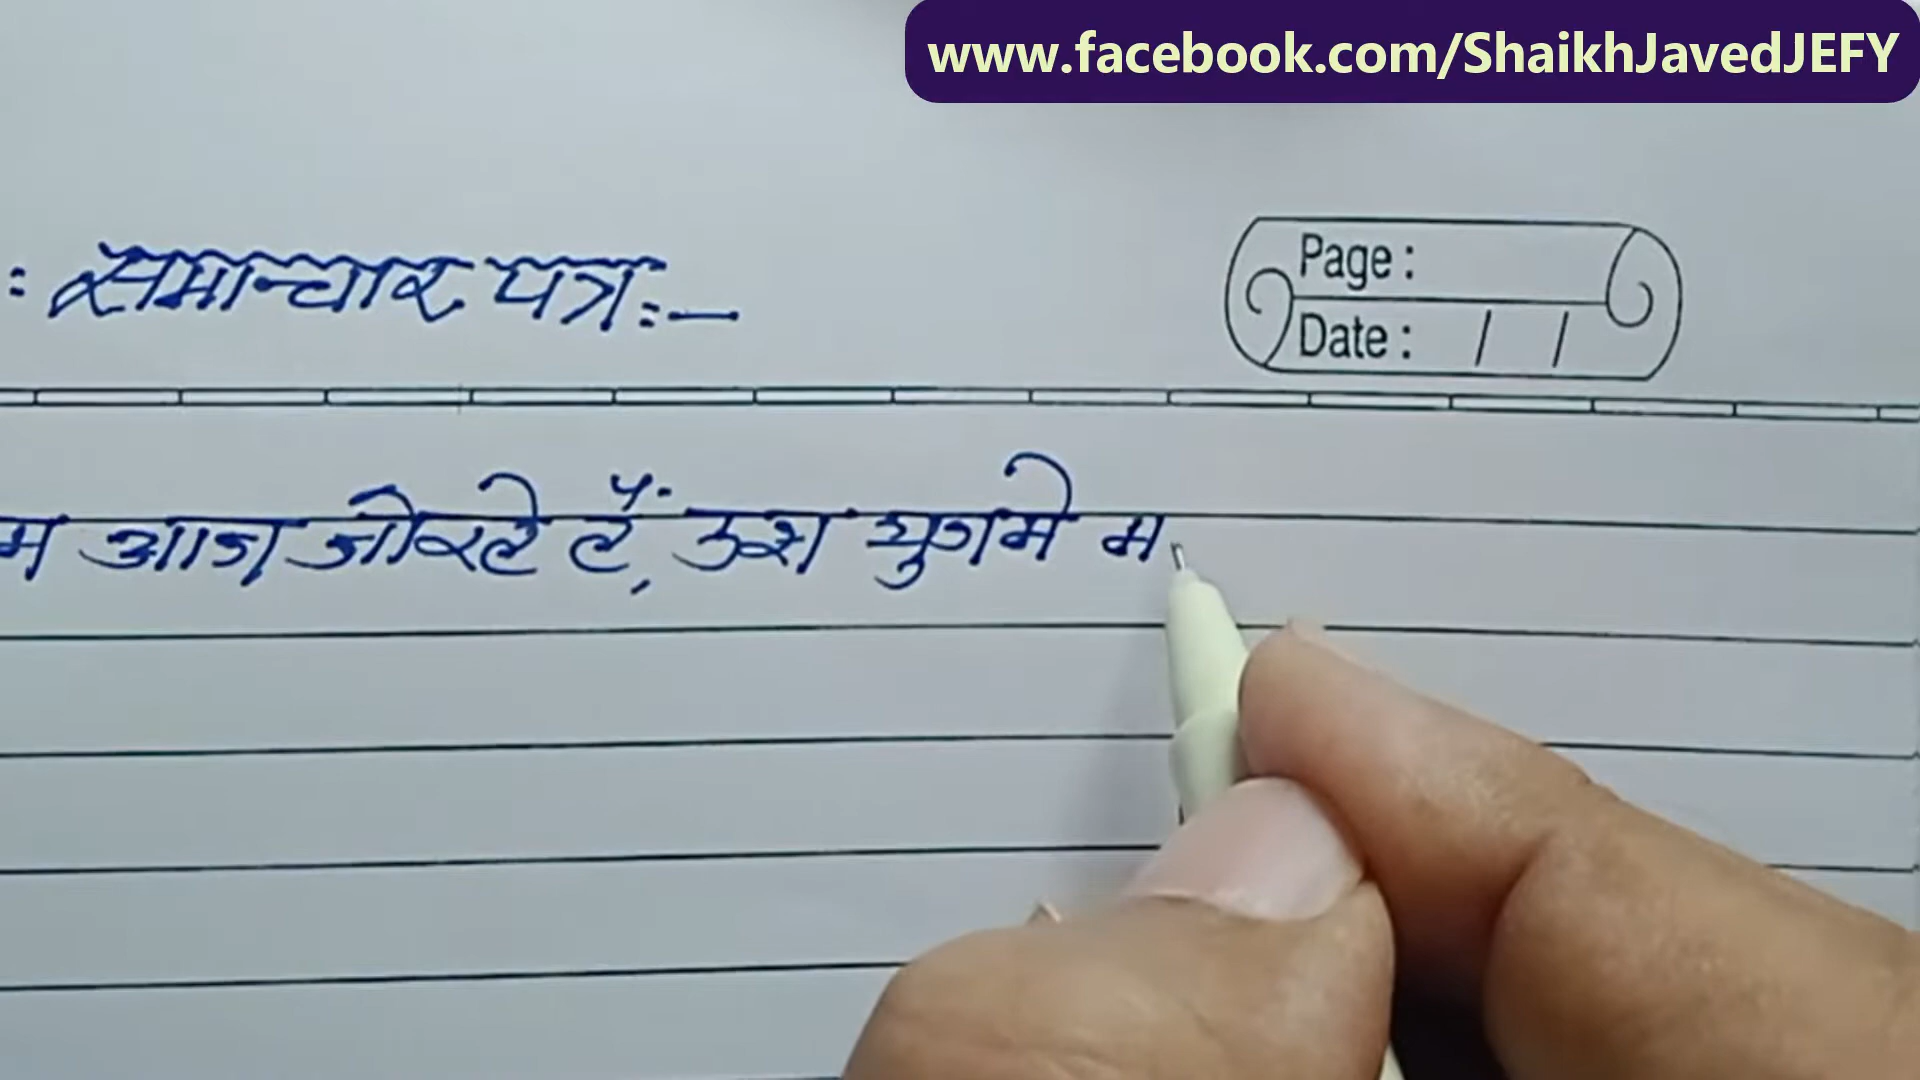 www.facebook.com/ShaikhJavedJEFY
: समाचार पत्र:-
Page :
Date : / /
म आज जी रहे हैं, उस युग मे म